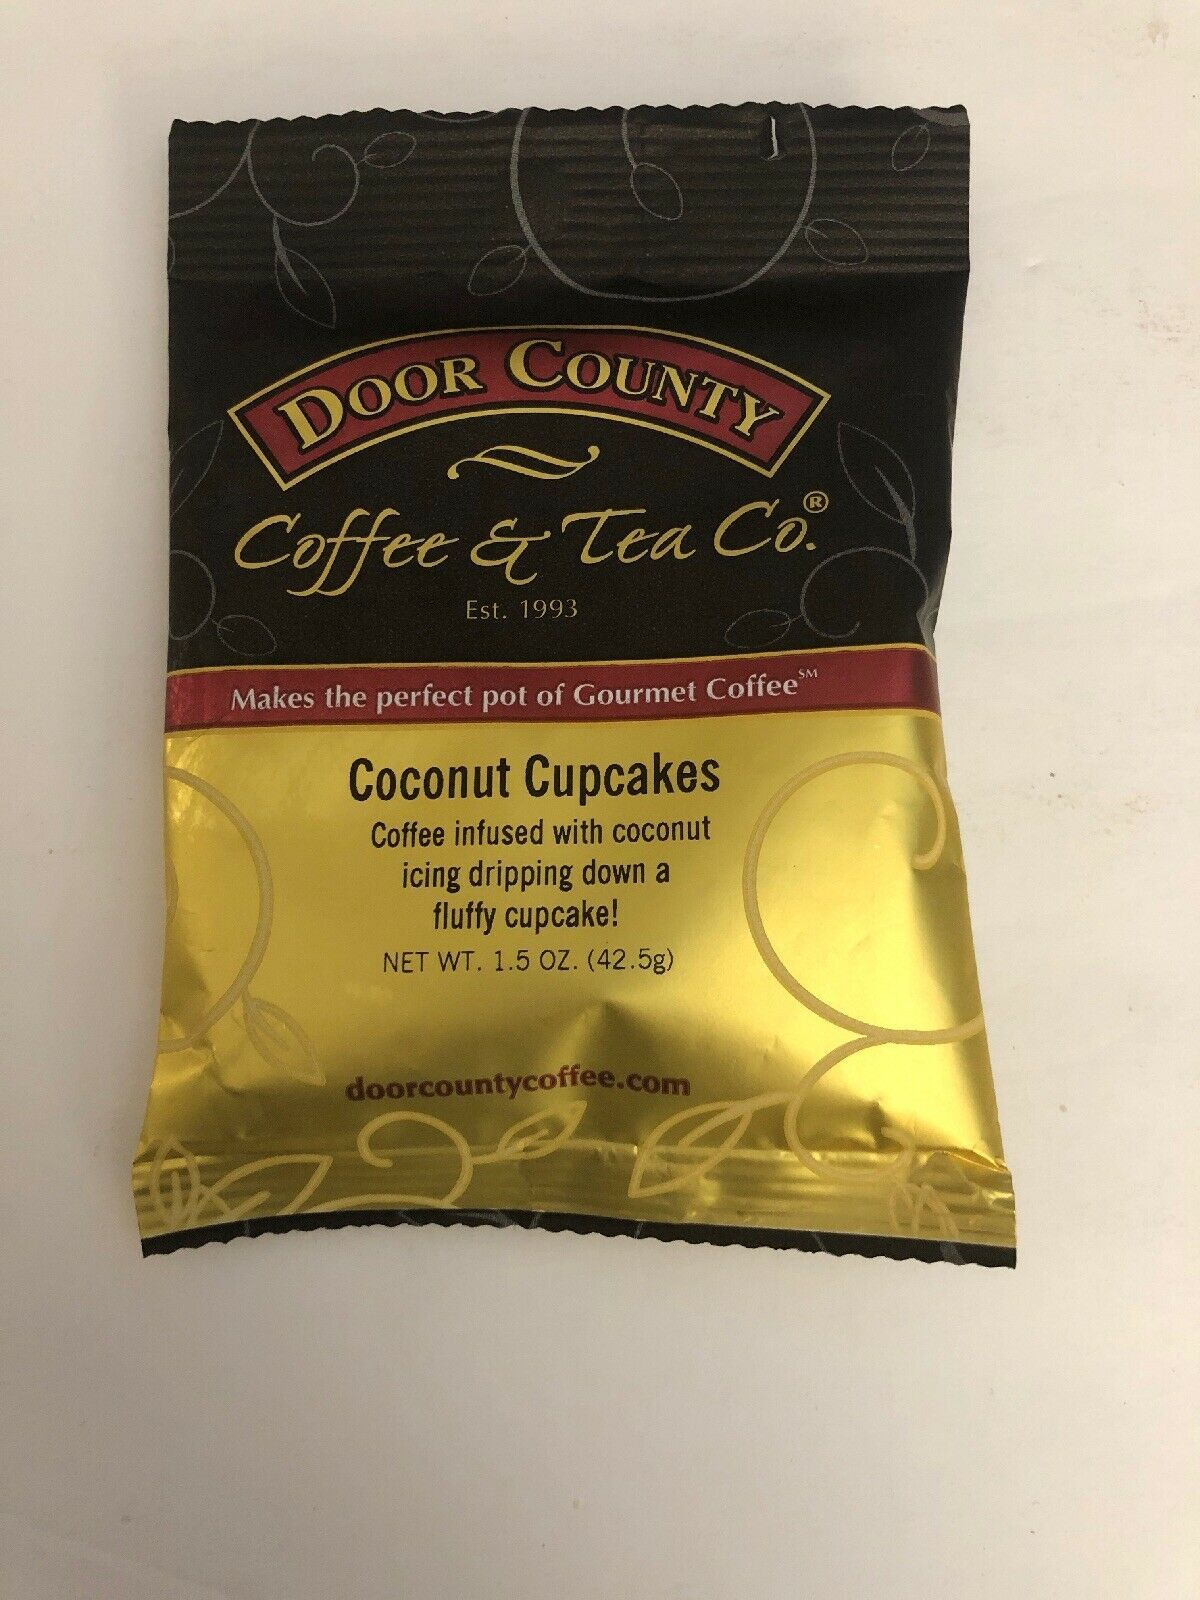 DOOR COUNTY
Coffee & Tea Co.®
Est. 1993
Makes the perfect pot of Gourmet Coffee℠
Coconut Cupcakes
Coffee infused with coconut
icing dripping down a
fluffy cupcake!
NET WT. 1.5 OZ. (42.5g)
doorcountycoffee.com